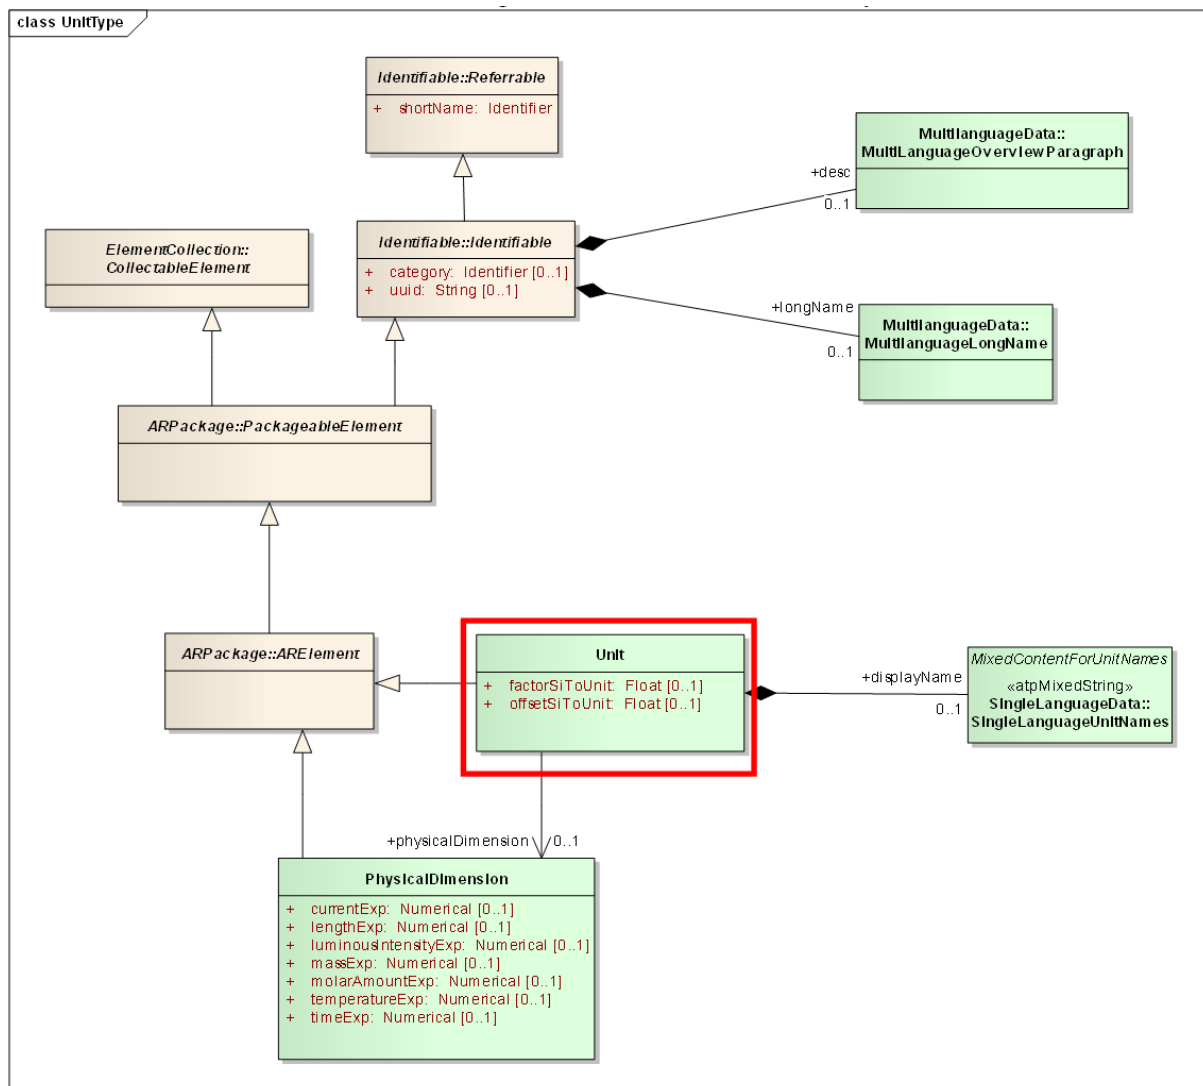 class UnitType
Identifiable::Referrable
+ shortName: Identifier
MultilanguageData::
MultiLanguageOverviewParagraph
+desc
0..1
Identifiable::Identifiable
+ category: Identifier [0..1]
+ uuid: String [0..1]
ElementCollection::
CollectableElement
+longName
0..1
MultilanguageData::
MultilanguageLongName
ARPackage::PackageableElement
ARPackage::ARElement
Unit
+ factorSiToUnit: Float [0..1]
+ offsetSiToUnit: Float [0..1]
+displayName
0..1
MixedContentForUnitNames
«atpMixedString»
SingleLanguageData::
SingleLanguageUnitNames
+physicalDimension
0..1
PhysicalDimension
+ currentExp: Numerical [0..1]
+ lengthExp: Numerical [0..1]
+ luminousIntensityExp: Numerical [0..1]
+ massExp: Numerical [0..1]
+ molarAmountExp: Numerical [0..1]
+ temperatureExp: Numerical [0..1]
+ timeExp: Numerical [0..1]